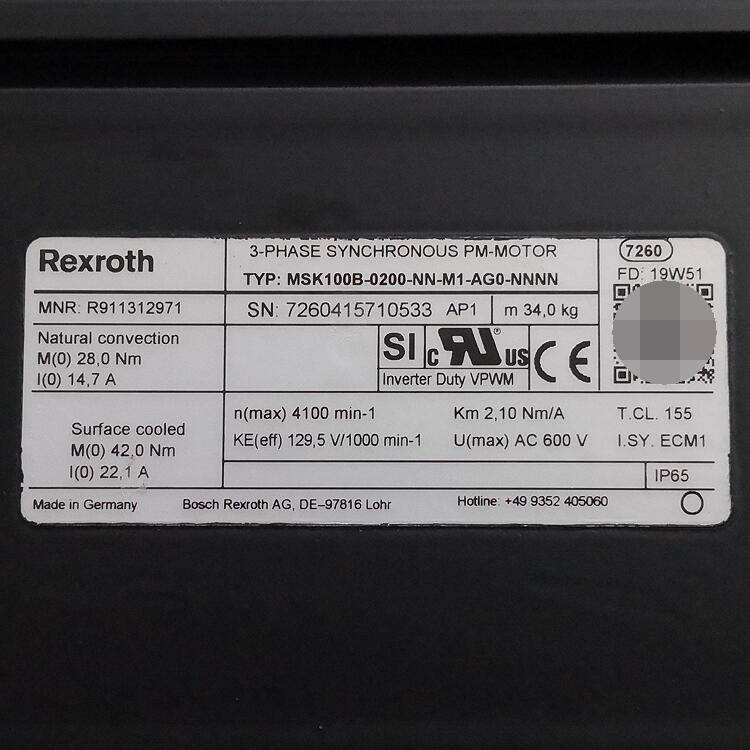 Rexroth
3-PHASE SYNCHRONOUS PM-MOTOR
TYP: MSK100B-0200-NN-M1-AG0-NNNN
7260
FD: 19W51
MNR: R911312971
SN: 7260415710533 AP1
m 34,0 kg
Natural convection
M(0) 28,0 Nm
I(0) 14,7 A
SI
c RU us
CE
Inverter Duty VPWM
Surface cooled
M(0) 42,0 Nm
I(0) 22,1 A
n(max) 4100 min-1
Km 2,10 Nm/A
T.CL. 155
KE(eff) 129,5 V/1000 min-1
U(max) AC 600 V
I.SY. ECM1
IP65
Made in Germany
Bosch Rexroth AG, DE–97816 Lohr
Hotline: +49 9352 405060